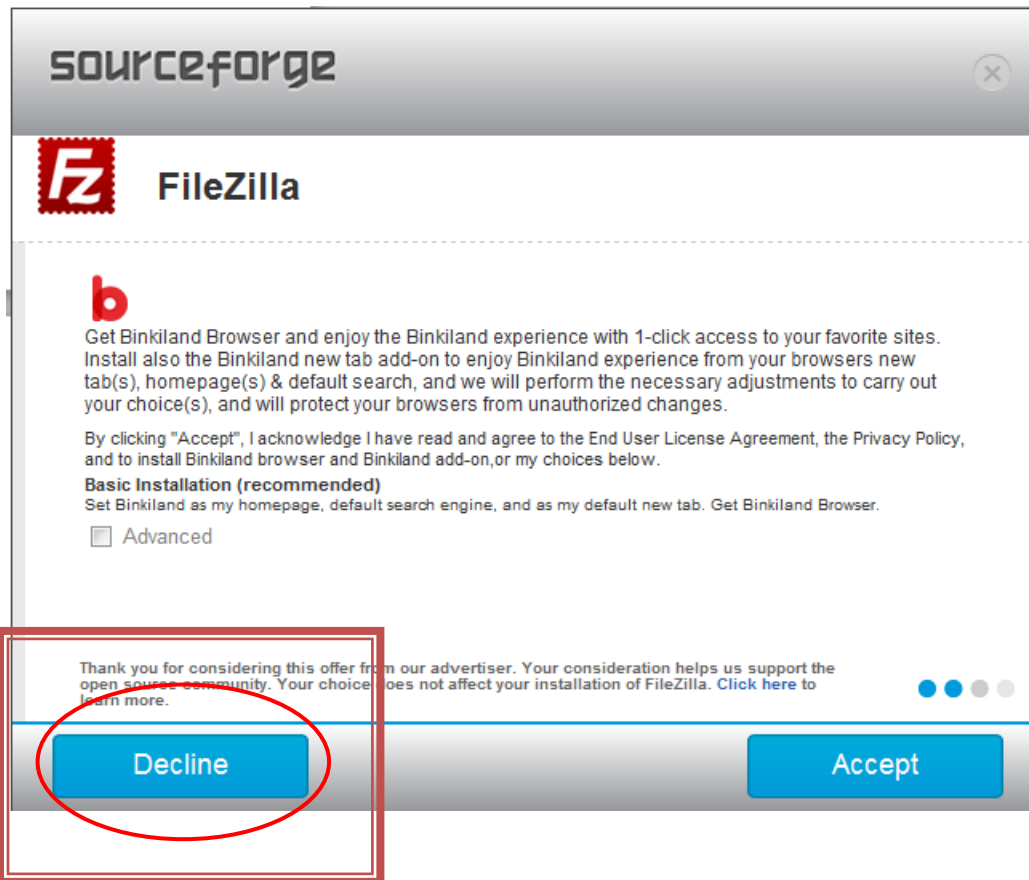 sourceforge
Fz
FileZilla
b
Get Binkiland Browser and enjoy the Binkiland experience with 1-click access to your favorite sites.
Install also the Binkiland new tab add-on to enjoy Binkiland experience from your browsers new
tab(s), homepage(s) & default search, and we will perform the necessary adjustments to carry out
your choice(s), and will protect your browsers from unauthorized changes.
By clicking "Accept", I acknowledge I have read and agree to the End User License Agreement, the Privacy Policy,
and to install Binkiland browser and Binkiland add-on,or my choices below.
Basic Installation (recommended)
Set Binkiland as my homepage, default search engine, and as my default new tab. Get Binkiland Browser.
Advanced
Thank you for considering this offer from our advertiser. Your consideration helps us support the
open source community. Your choice does not affect your installation of FileZilla. Click here to
learn more.
Decline
Accept